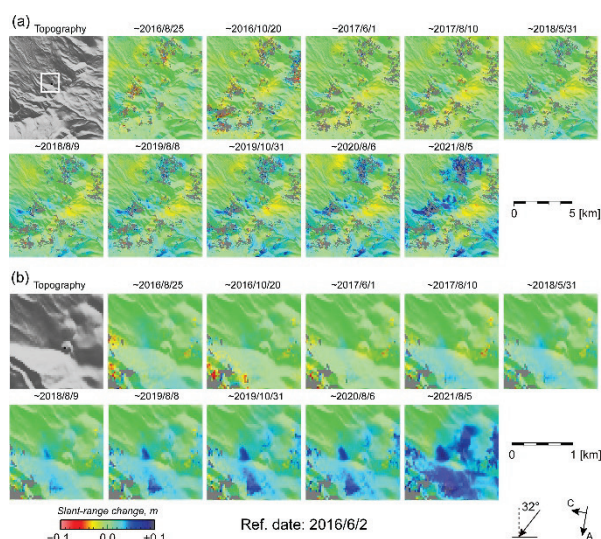 (a)
Topography ~2016/8/25 ~2016/10/20 ~2017/6/1 ~2017/8/10 ~2018/5/31
~2018/8/9 ~2019/8/8 ~2019/10/31 ~2020/8/6 ~2021/8/5
0 5 [km]
(b)
Topography ~2016/8/25 ~2016/10/20 ~2017/6/1 ~2017/8/10 ~2018/5/31
~2018/8/9 ~2019/8/8 ~2019/10/31 ~2020/8/6 ~2021/8/5
0 1 [km]
Slant-range change, m
−0.1 0.0 +0.1
Ref. date: 2016/6/2
32°
C
A